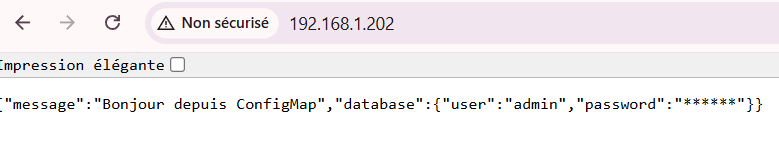 Non sécurisé 192.168.1.202
Impression élégante
{"message":"Bonjour depuis ConfigMap","database":{"user":"admin","password":"******"}}